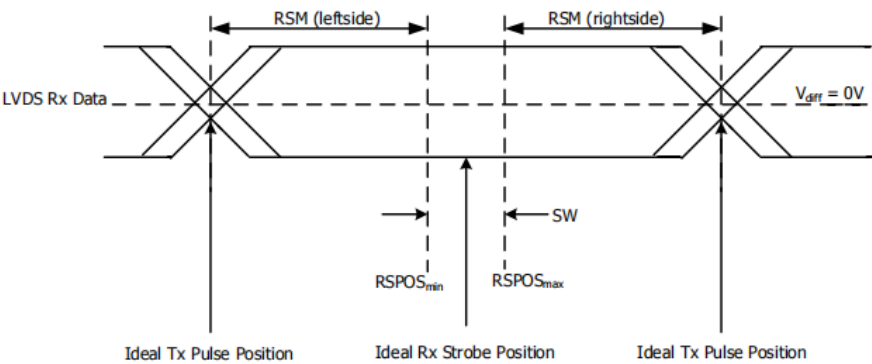 RSM (leftside)
RSM (rightside)
LVDS Rx Data
Vdiff = 0V
SW
RSPOSmin
RSPOSmax
Ideal Tx Pulse Position
Ideal Rx Strobe Position
Ideal Tx Pulse Position